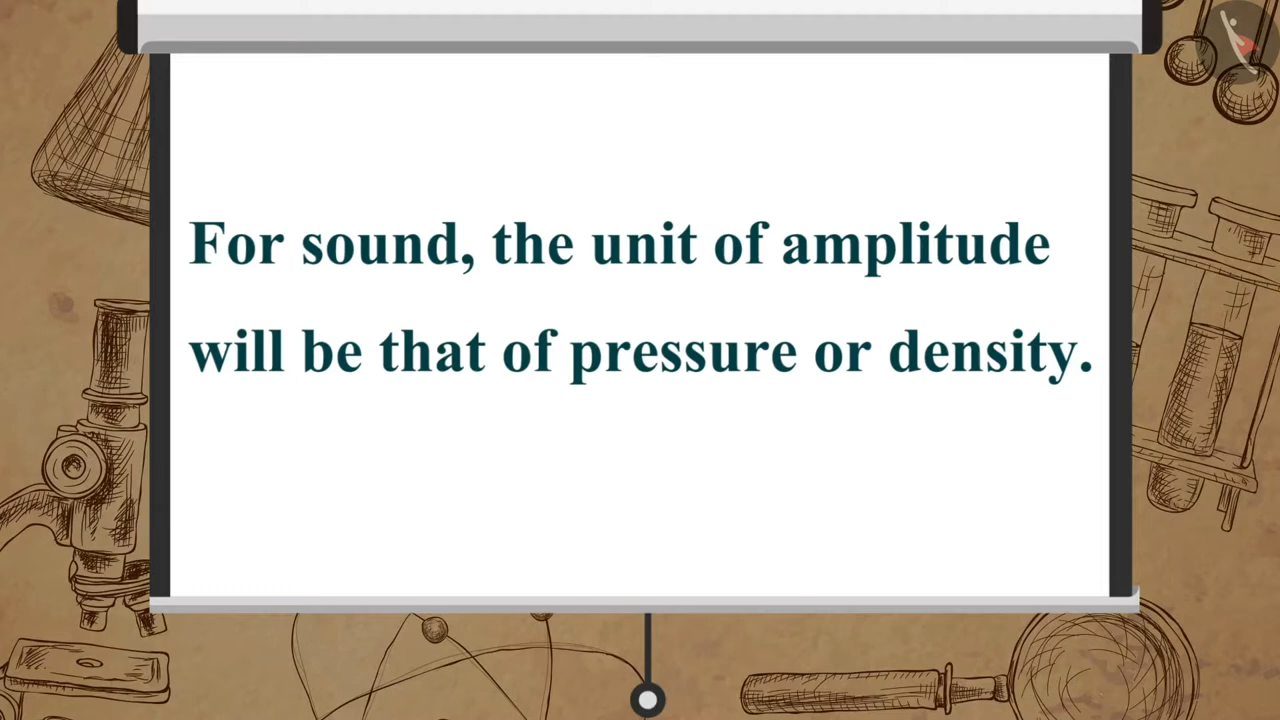 For sound, the unit of amplitude
will be that of pressure or density.